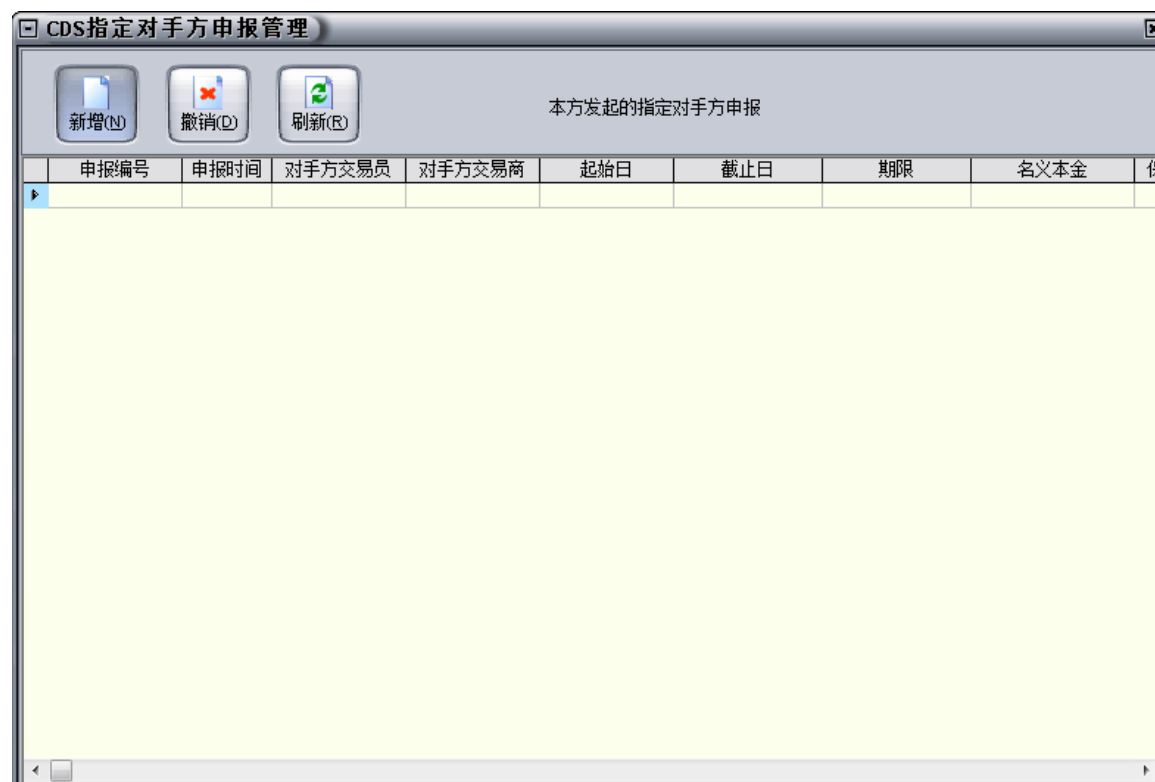 CDS指定对手方申报管理
新增(N) 撤销(D) 刷新(R) 本方发起的指定对手方申报
申报编号 申报时间 对手方交易员 对手方交易商 起始日 截止日 期限 名义本金